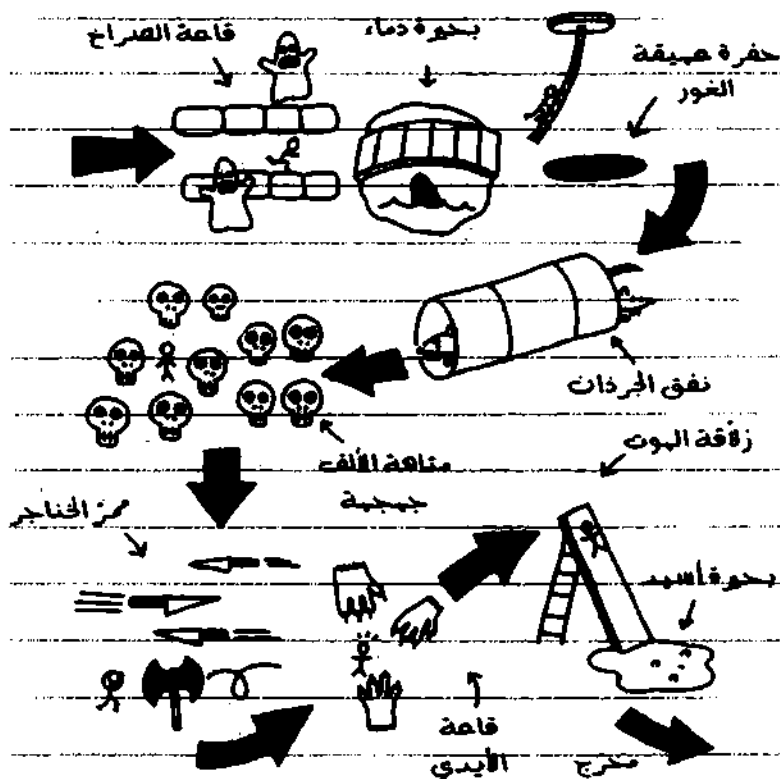 قاعة الصراخ
بحيرة دماء
حفرة عميقة
الغور
نفق الجرذان
متاهة الألف
جمجمة
زلاقة الموت
ممرّ الخناجر
بحيرة أسيد
قاعة
الأيدي
مخرج